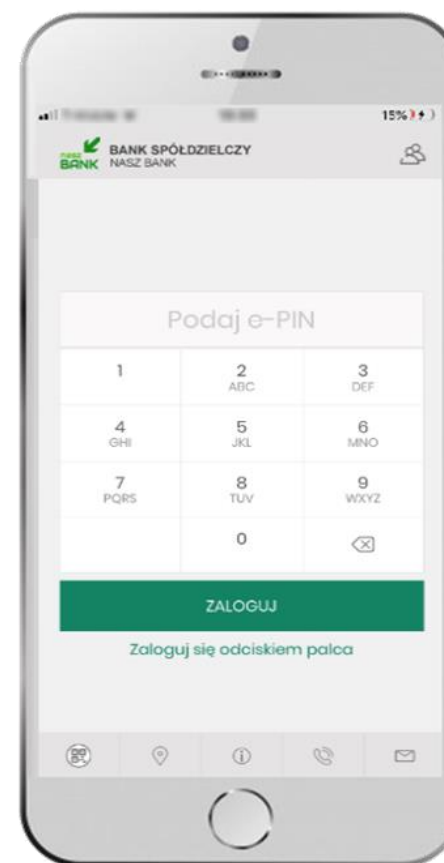 15%
nasz
BANK
BANK SPÓŁDZIELCZY
NASZ BANK
Podaj e-PIN
1
2
ABC
3
DEF
4
GHI
5
JKL
6
MNO
7
PQRS
8
TUV
9
WXYZ
0
ZALOGUJ
Zaloguj się odciskiem palca